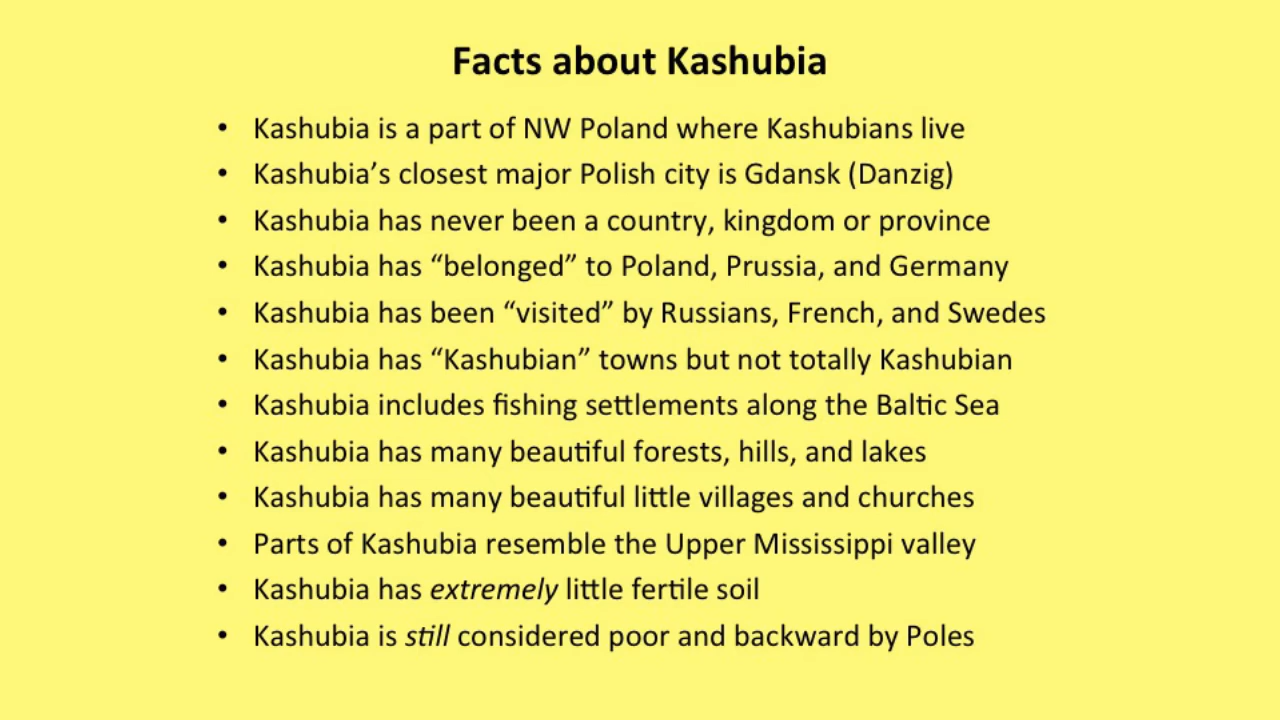 Facts about Kashubia
• Kashubia is a part of NW Poland where Kashubians live
• Kashubia’s closest major Polish city is Gdansk (Danzig)
• Kashubia has never been a country, kingdom or province
• Kashubia has “belonged” to Poland, Prussia, and Germany
• Kashubia has been “visited” by Russians, French, and Swedes
• Kashubia has “Kashubian” towns but not totally Kashubian
• Kashubia includes fishing settlements along the Baltic Sea
• Kashubia has many beautiful forests, hills, and lakes
• Kashubia has many beautiful little villages and churches
• Parts of Kashubia resemble the Upper Mississippi valley
• Kashubia has extremely little fertile soil
• Kashubia is still considered poor and backward by Poles